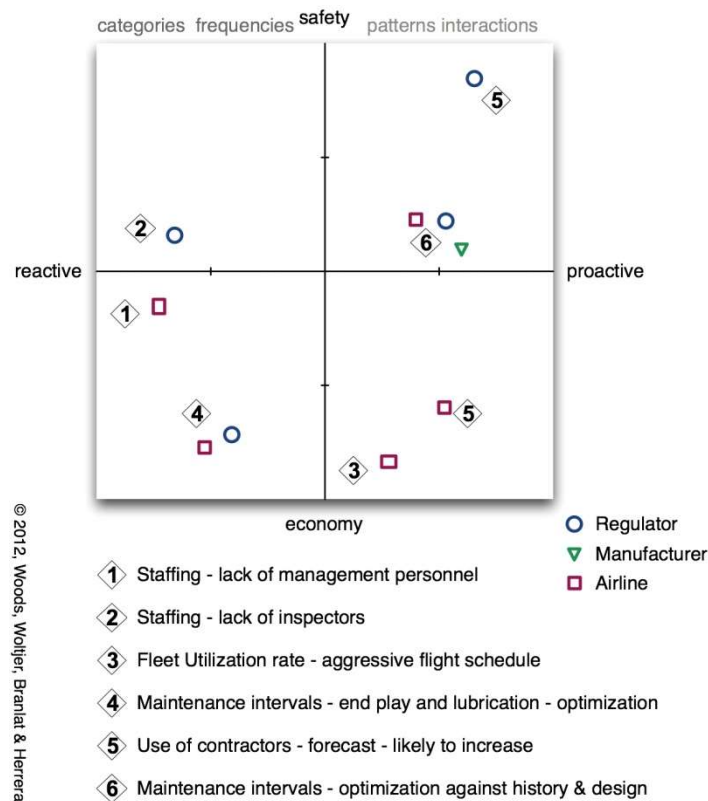 categories frequencies safety patterns interactions
5
2
6
reactive proactive
1
4
5
3
economy
Regulator
Manufacturer
Airline
1 Staffing - lack of management personnel
2 Staffing - lack of inspectors
3 Fleet Utilization rate - aggressive flight schedule
4 Maintenance intervals - end play and lubrication - optimization
5 Use of contractors - forecast - likely to increase
6 Maintenance intervals - optimization against history & design
© 2012, Woods, Woltjer, Branlat & Herrera